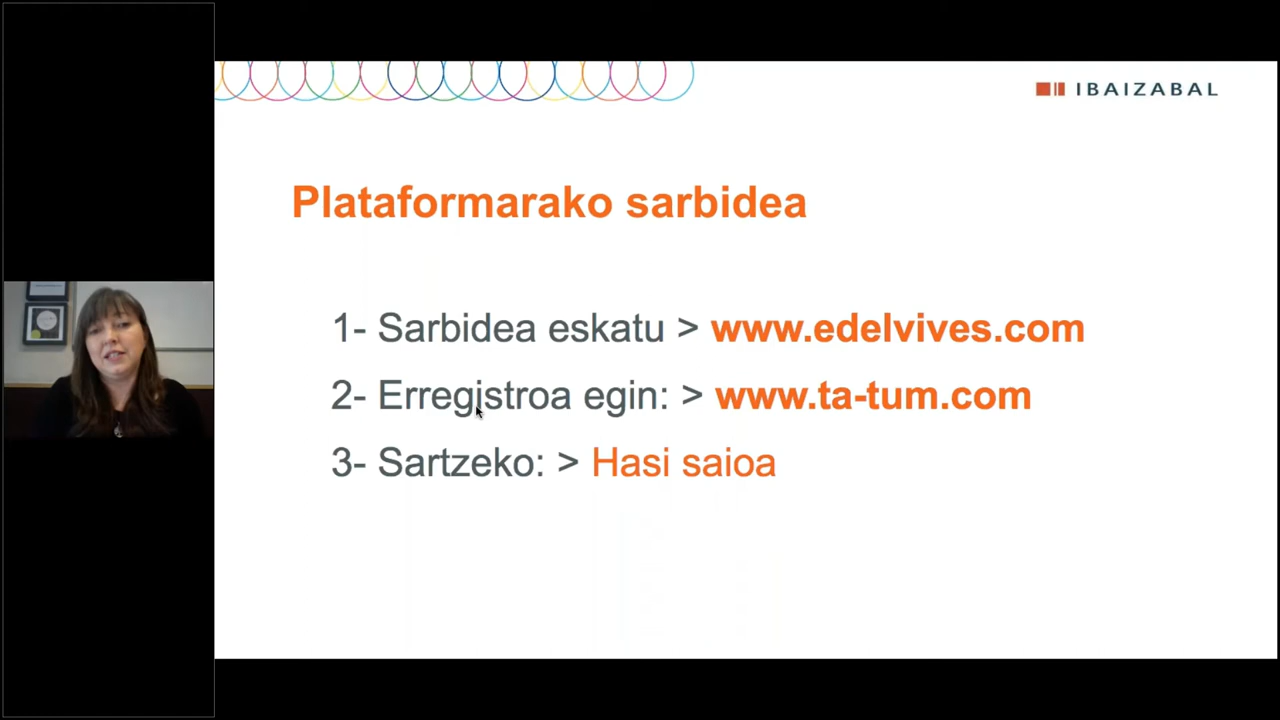 IBAIZABAL
Plataformarako sarbidea
1- Sarbidea eskatu > www.edelvives.com
2- Erregistroa egin: > www.ta-tum.com
3- Sartzeko: > Hasi saioa